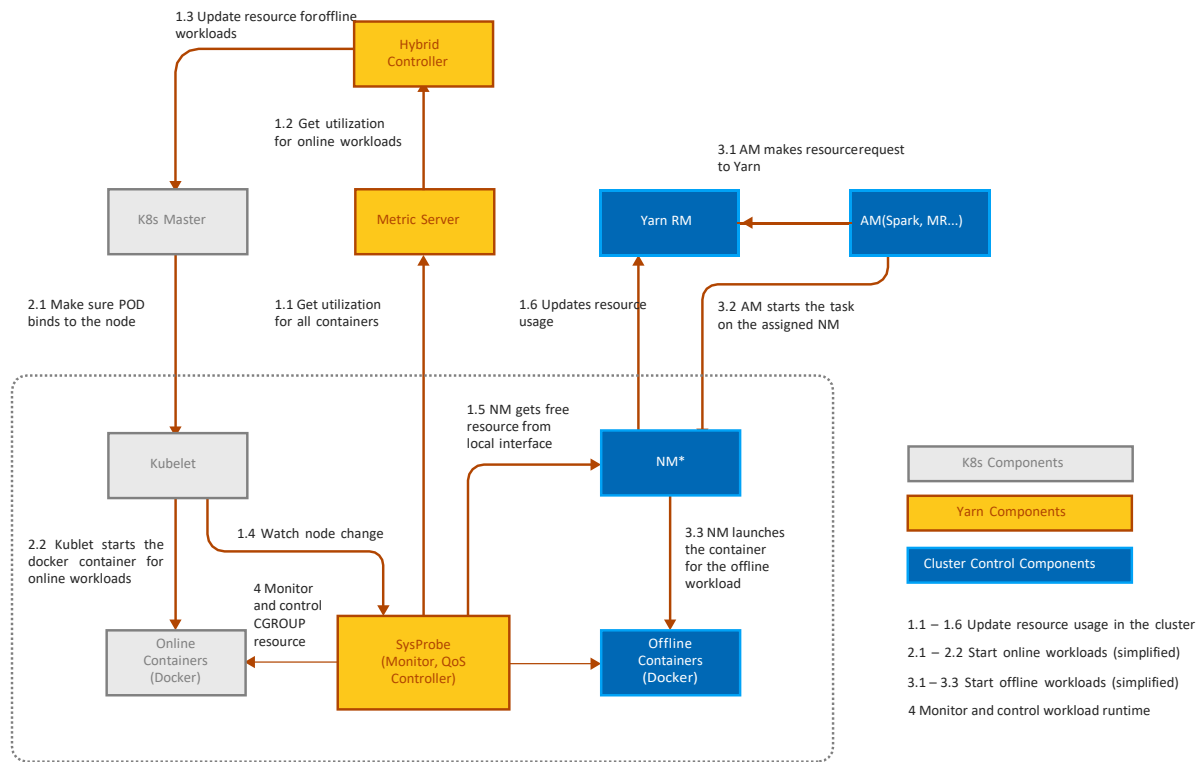 1.3 Update resource for offline
workloads
Hybrid
Controller
1.2 Get utilization
for online workloads
3.1 AM makes resource request
to Yarn
K8s Master
Metric Server
Yarn RM
AM(Spark, MR...)
2.1 Make sure POD
binds to the node
1.1 Get utilization
for all containers
1.6 Updates resource
usage
3.2 AM starts the task
on the assigned NM
1.5 NM gets free
resource from
local interface
Kubelet
NM*
K8s Components
Yarn Components
Cluster Control Components
2.2 Kublet starts the
docker container for
online workloads
1.4 Watch node change
3.3 NM launches
the container
for the offline
workload
4 Monitor
and control
CGROUP
resource
Online
Containers
(Docker)
SysProbe
(Monitor, QoS
Controller)
Offline
Containers
(Docker)
1.1 – 1.6 Update resource usage in the cluster
2.1 – 2.2 Start online workloads (simplified)
3.1 – 3.3 Start offline workloads (simplified)
4 Monitor and control workload runtime